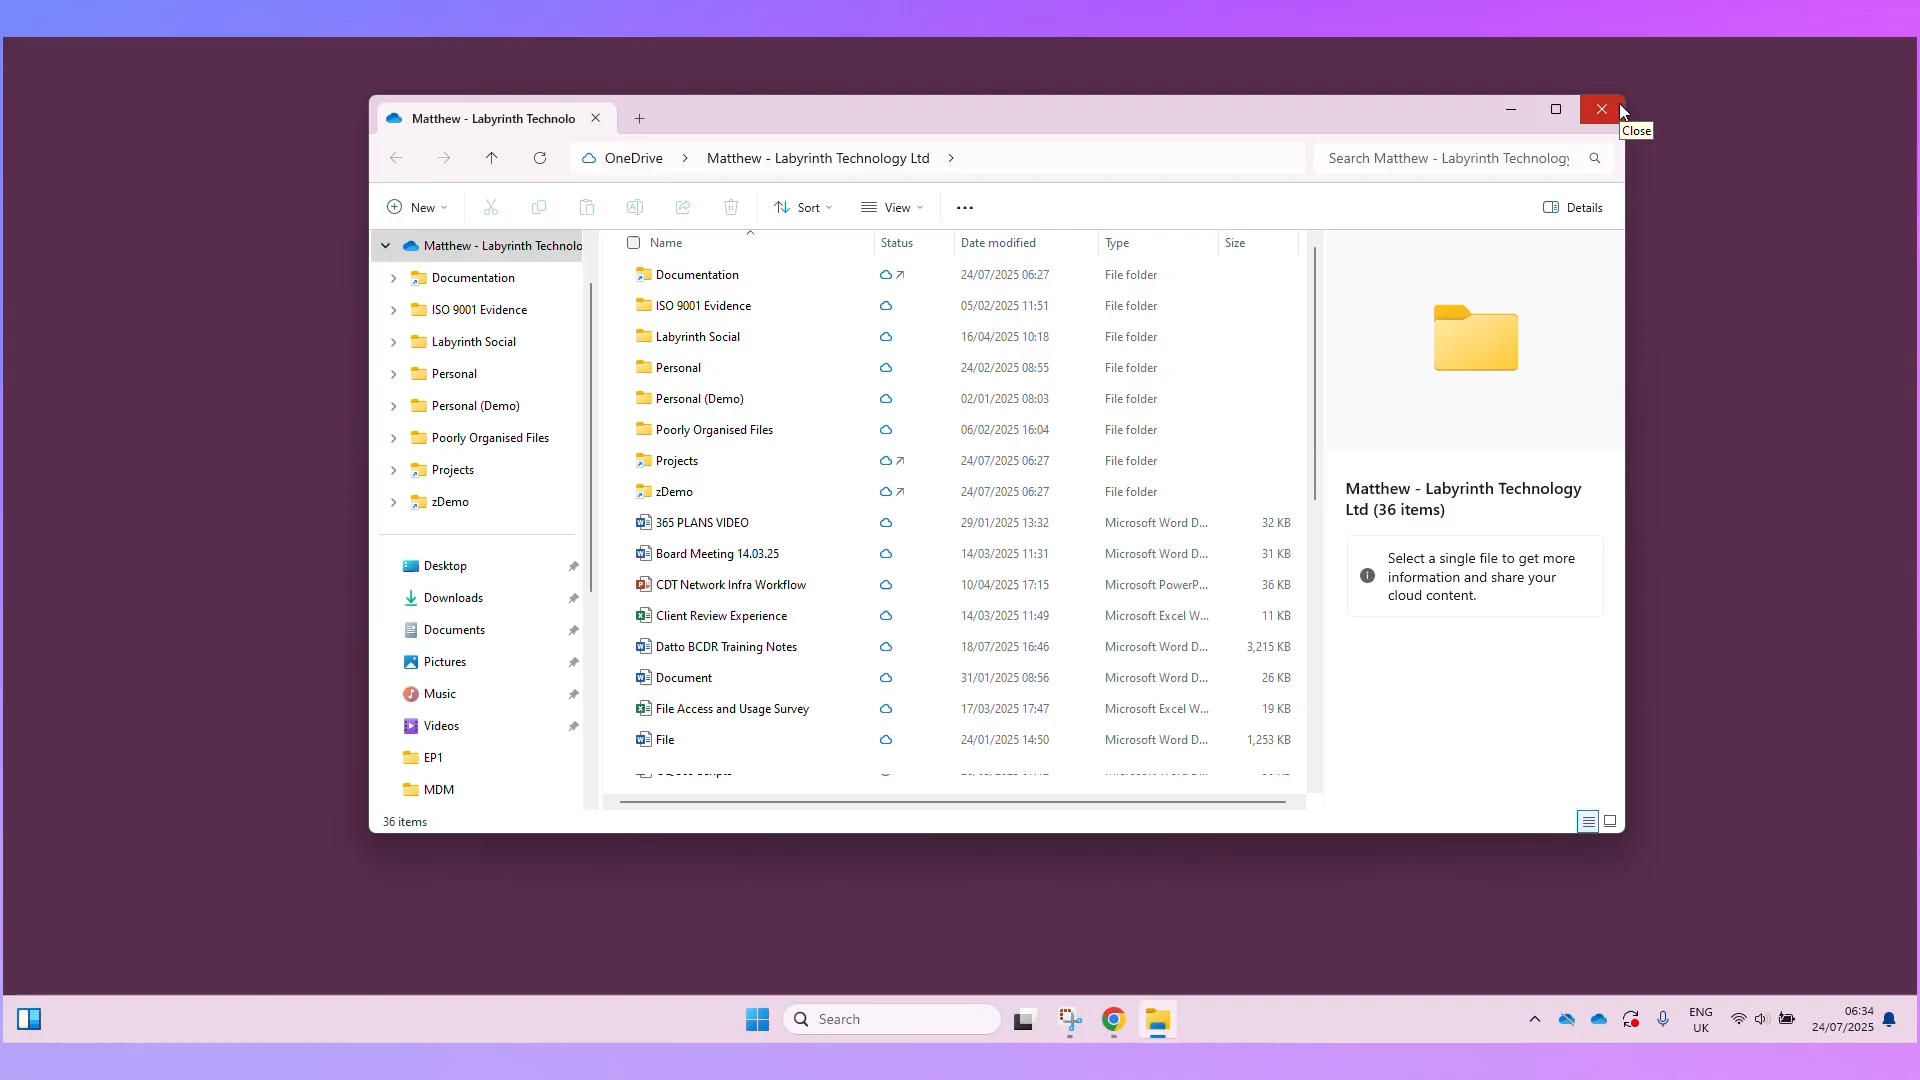 Matthew - Labyrinth Technolo
Close
OneDrive > Matthew - Labyrinth Technology Ltd >
Search Matthew - Labyrinth Technology
New
Sort
View
Details
Matthew - Labyrinth Technolo
Documentation
ISO 9001 Evidence
Labyrinth Social
Personal
Personal (Demo)
Poorly Organised Files
Projects
zDemo
Desktop
Downloads
Documents
Pictures
Music
Videos
EP1
MDM
Name Status Date modified Type Size
Documentation 24/07/2025 06:27 File folder
ISO 9001 Evidence 05/02/2025 11:51 File folder
Labyrinth Social 16/04/2025 10:18 File folder
Personal 24/02/2025 08:55 File folder
Personal (Demo) 02/01/2025 08:03 File folder
Poorly Organised Files 06/02/2025 16:04 File folder
Projects 24/07/2025 06:27 File folder
zDemo 24/07/2025 06:27 File folder
365 PLANS VIDEO 29/01/2025 13:32 Microsoft Word D... 32 KB
Board Meeting 14.03.25 14/03/2025 11:31 Microsoft Word D... 31 KB
CDT Network Infra Workflow 10/04/2025 17:15 Microsoft PowerP... 36 KB
Client Review Experience 14/03/2025 11:49 Microsoft Excel W... 11 KB
Datto BCDR Training Notes 18/07/2025 16:46 Microsoft Word D... 3,215 KB
Document 31/01/2025 08:56 Microsoft Word D... 26 KB
File Access and Usage Survey 17/03/2025 17:47 Microsoft Excel W... 19 KB
File 24/01/2025 14:50 Microsoft Word D... 1,253 KB
Matthew - Labyrinth Technology
Ltd (36 items)
Select a single file to get more
information and share your
cloud content.
36 items
Search
ENG
UK
06:34
24/07/2025